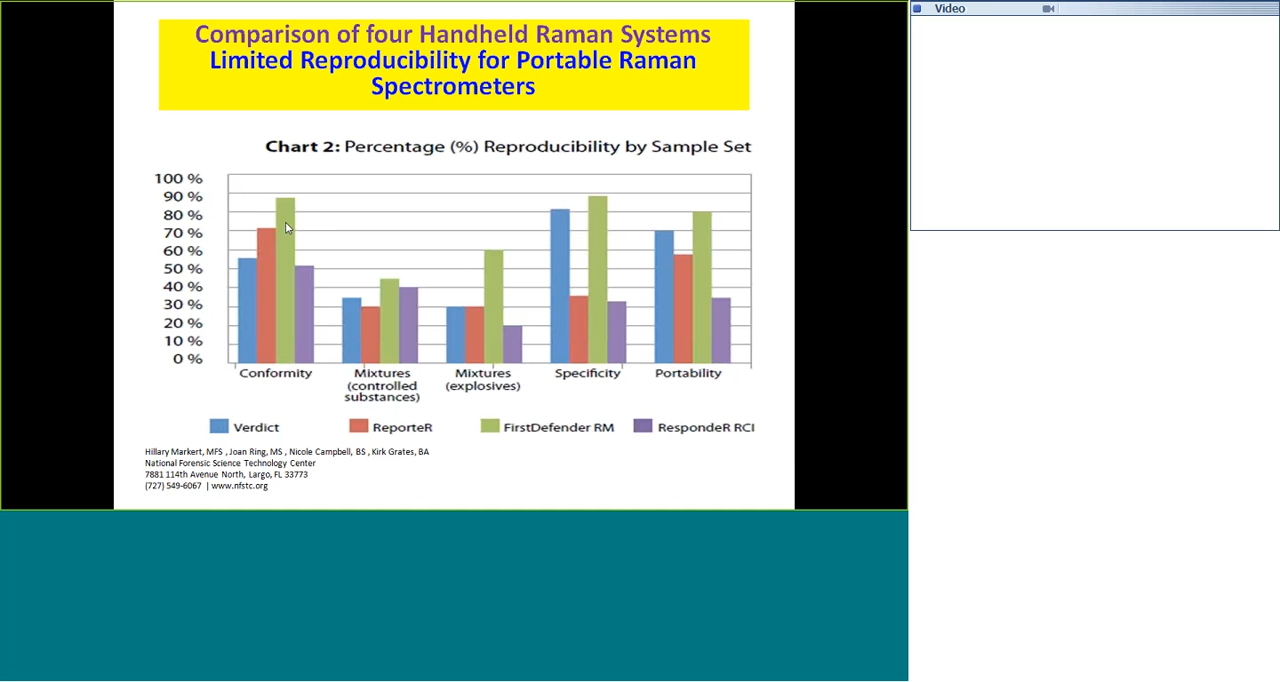 Video
Comparison of four Handheld Raman Systems
Limited Reproducibility for Portable Raman
Spectrometers
Chart 2: Percentage (%) Reproducibility by Sample Set
100 %
90 %
80 %
70 %
60 %
50 %
40 %
30 %
20 %
10 %
0 %
Conformity
Mixtures
(controlled
substances)
Mixtures
(explosives)
Specificity
Portability
Verdict
ReporteR
FirstDefender RM
RespondeR RCI
Hillary Markert, MFS , Joan Ring, MS , Nicole Campbell, BS , Kirk Grates, BA
National Forensic Science Technology Center
7881 114th Avenue North, Largo, FL 33773
(727) 549-6067 | www.nfstc.org